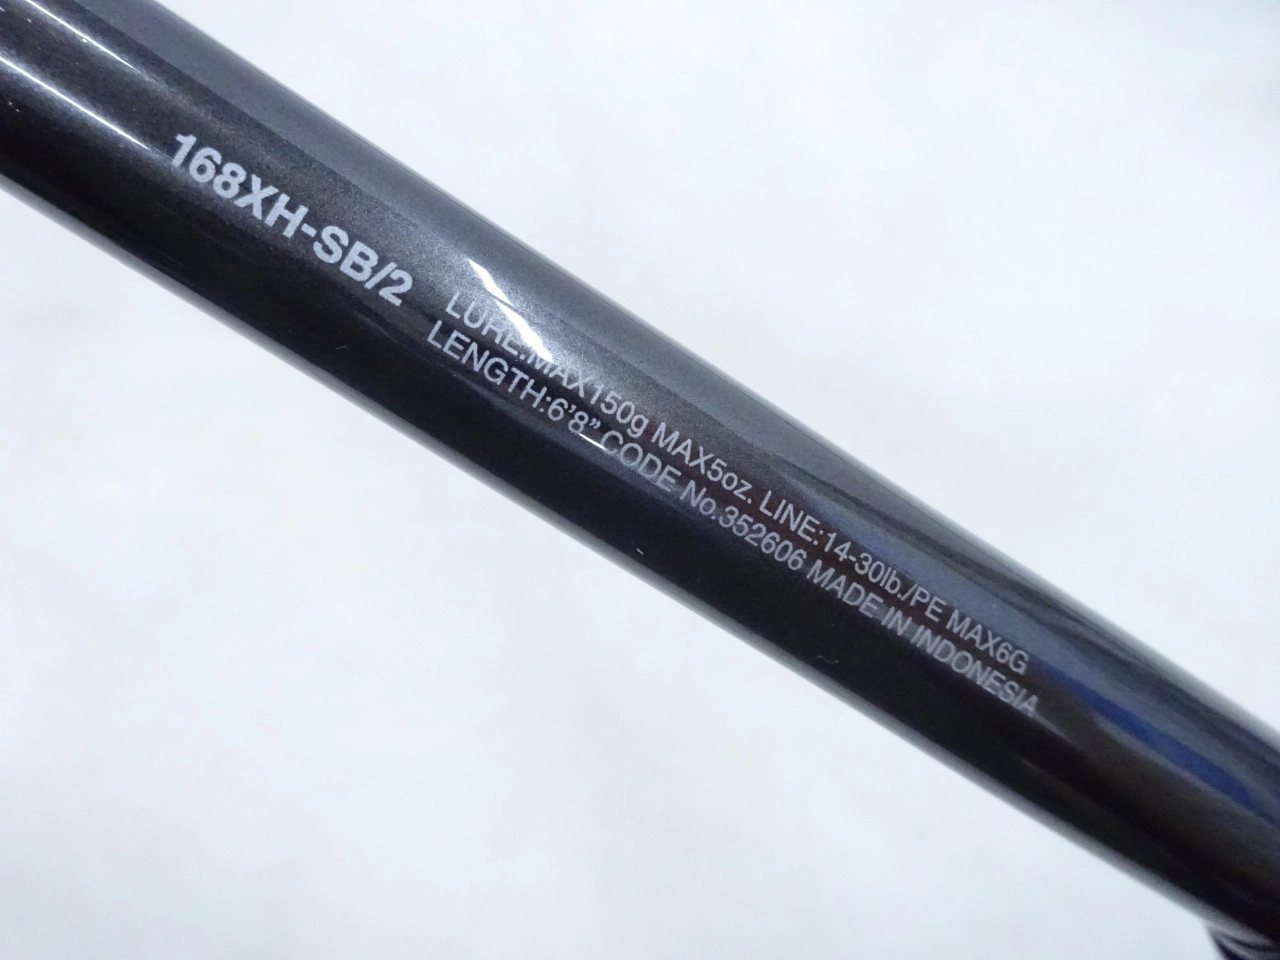 168XH-SB/2
LURE:MAX150g MAX5oz. LINE:14-30lb./PE MAX6G
LENGTH:6'8" CODE No.352606 MADE IN INDONESIA